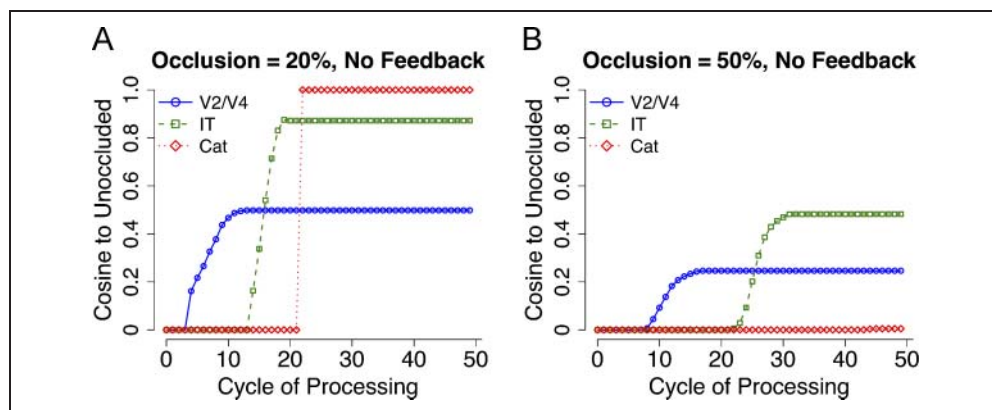 A
Occlusion = 20%, No Feedback
Cosine to Unoccluded
1.0
0.8
0.6
0.4
0.2
0
V2/V4
IT
Cat
0 10 20 30 40 50
Cycle of Processing
B
Occlusion = 50%, No Feedback
Cosine to Unoccluded
1.0
0.8
0.6
0.4
0.2
0
V2/V4
IT
Cat
0 10 20 30 40 50
Cycle of Processing